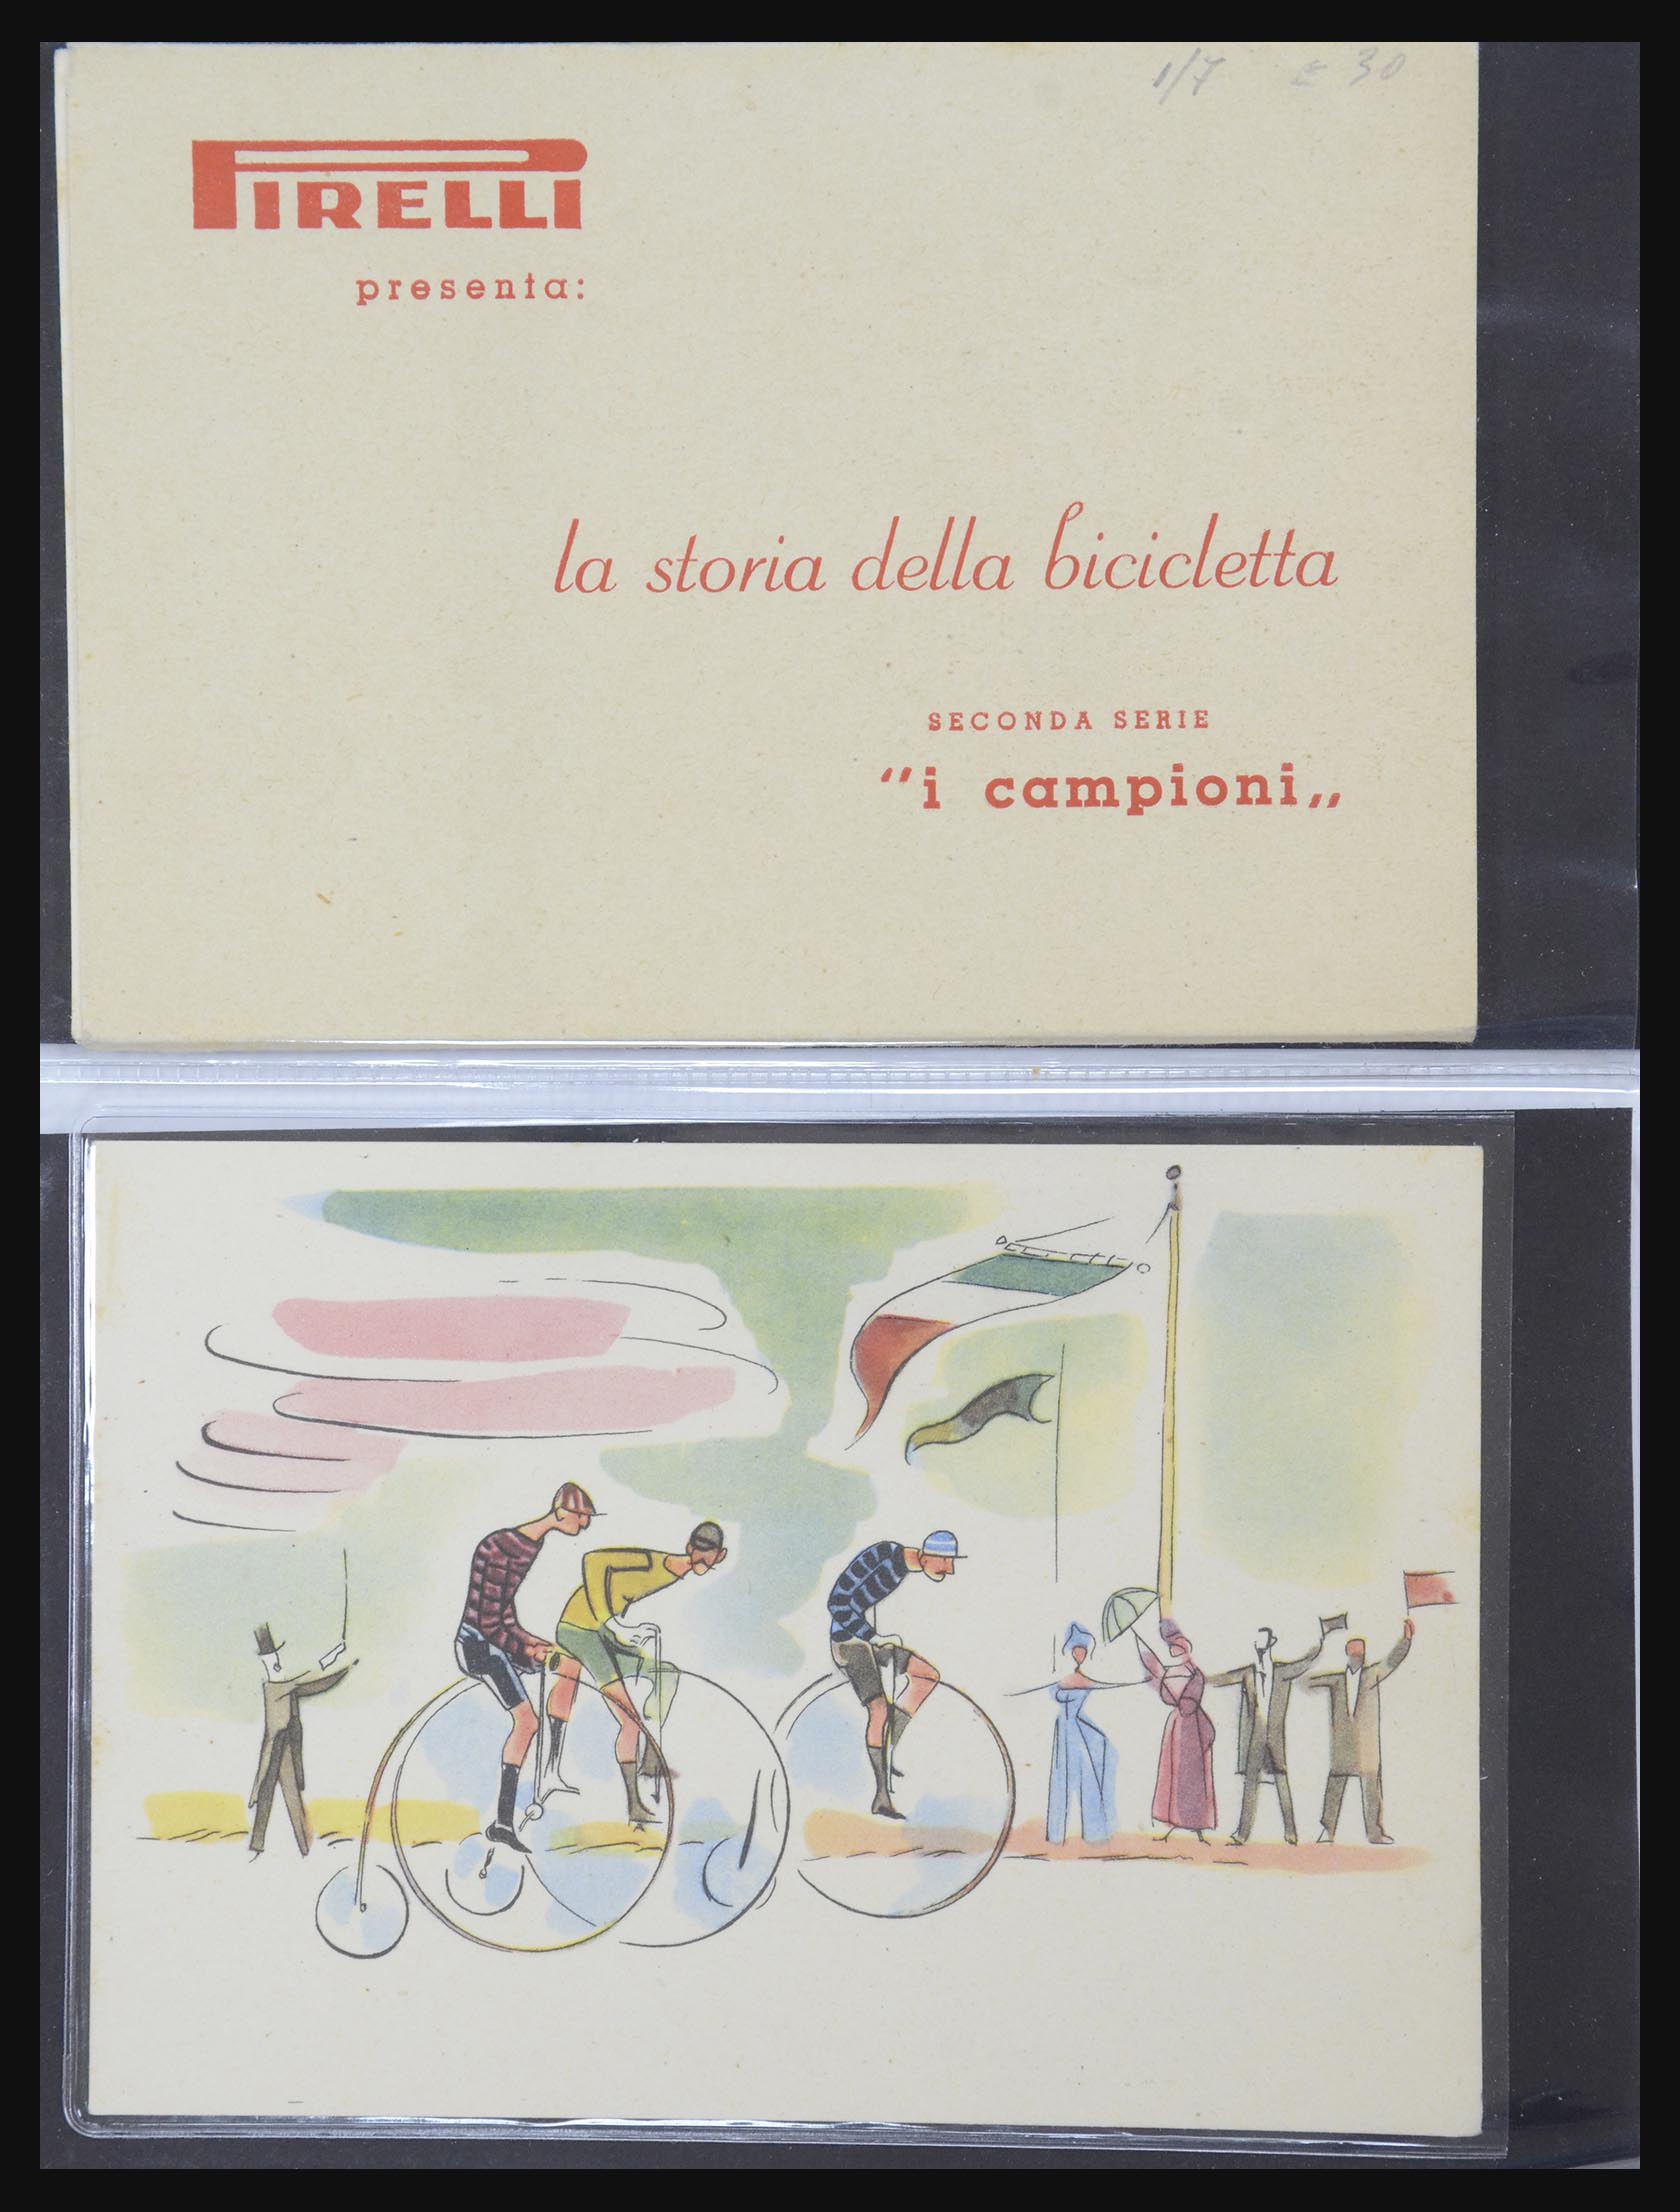 1/7 € 30
PIRELLI
presenta:
la storia della bicicletta
SECONDA SERIE
“i campioni„